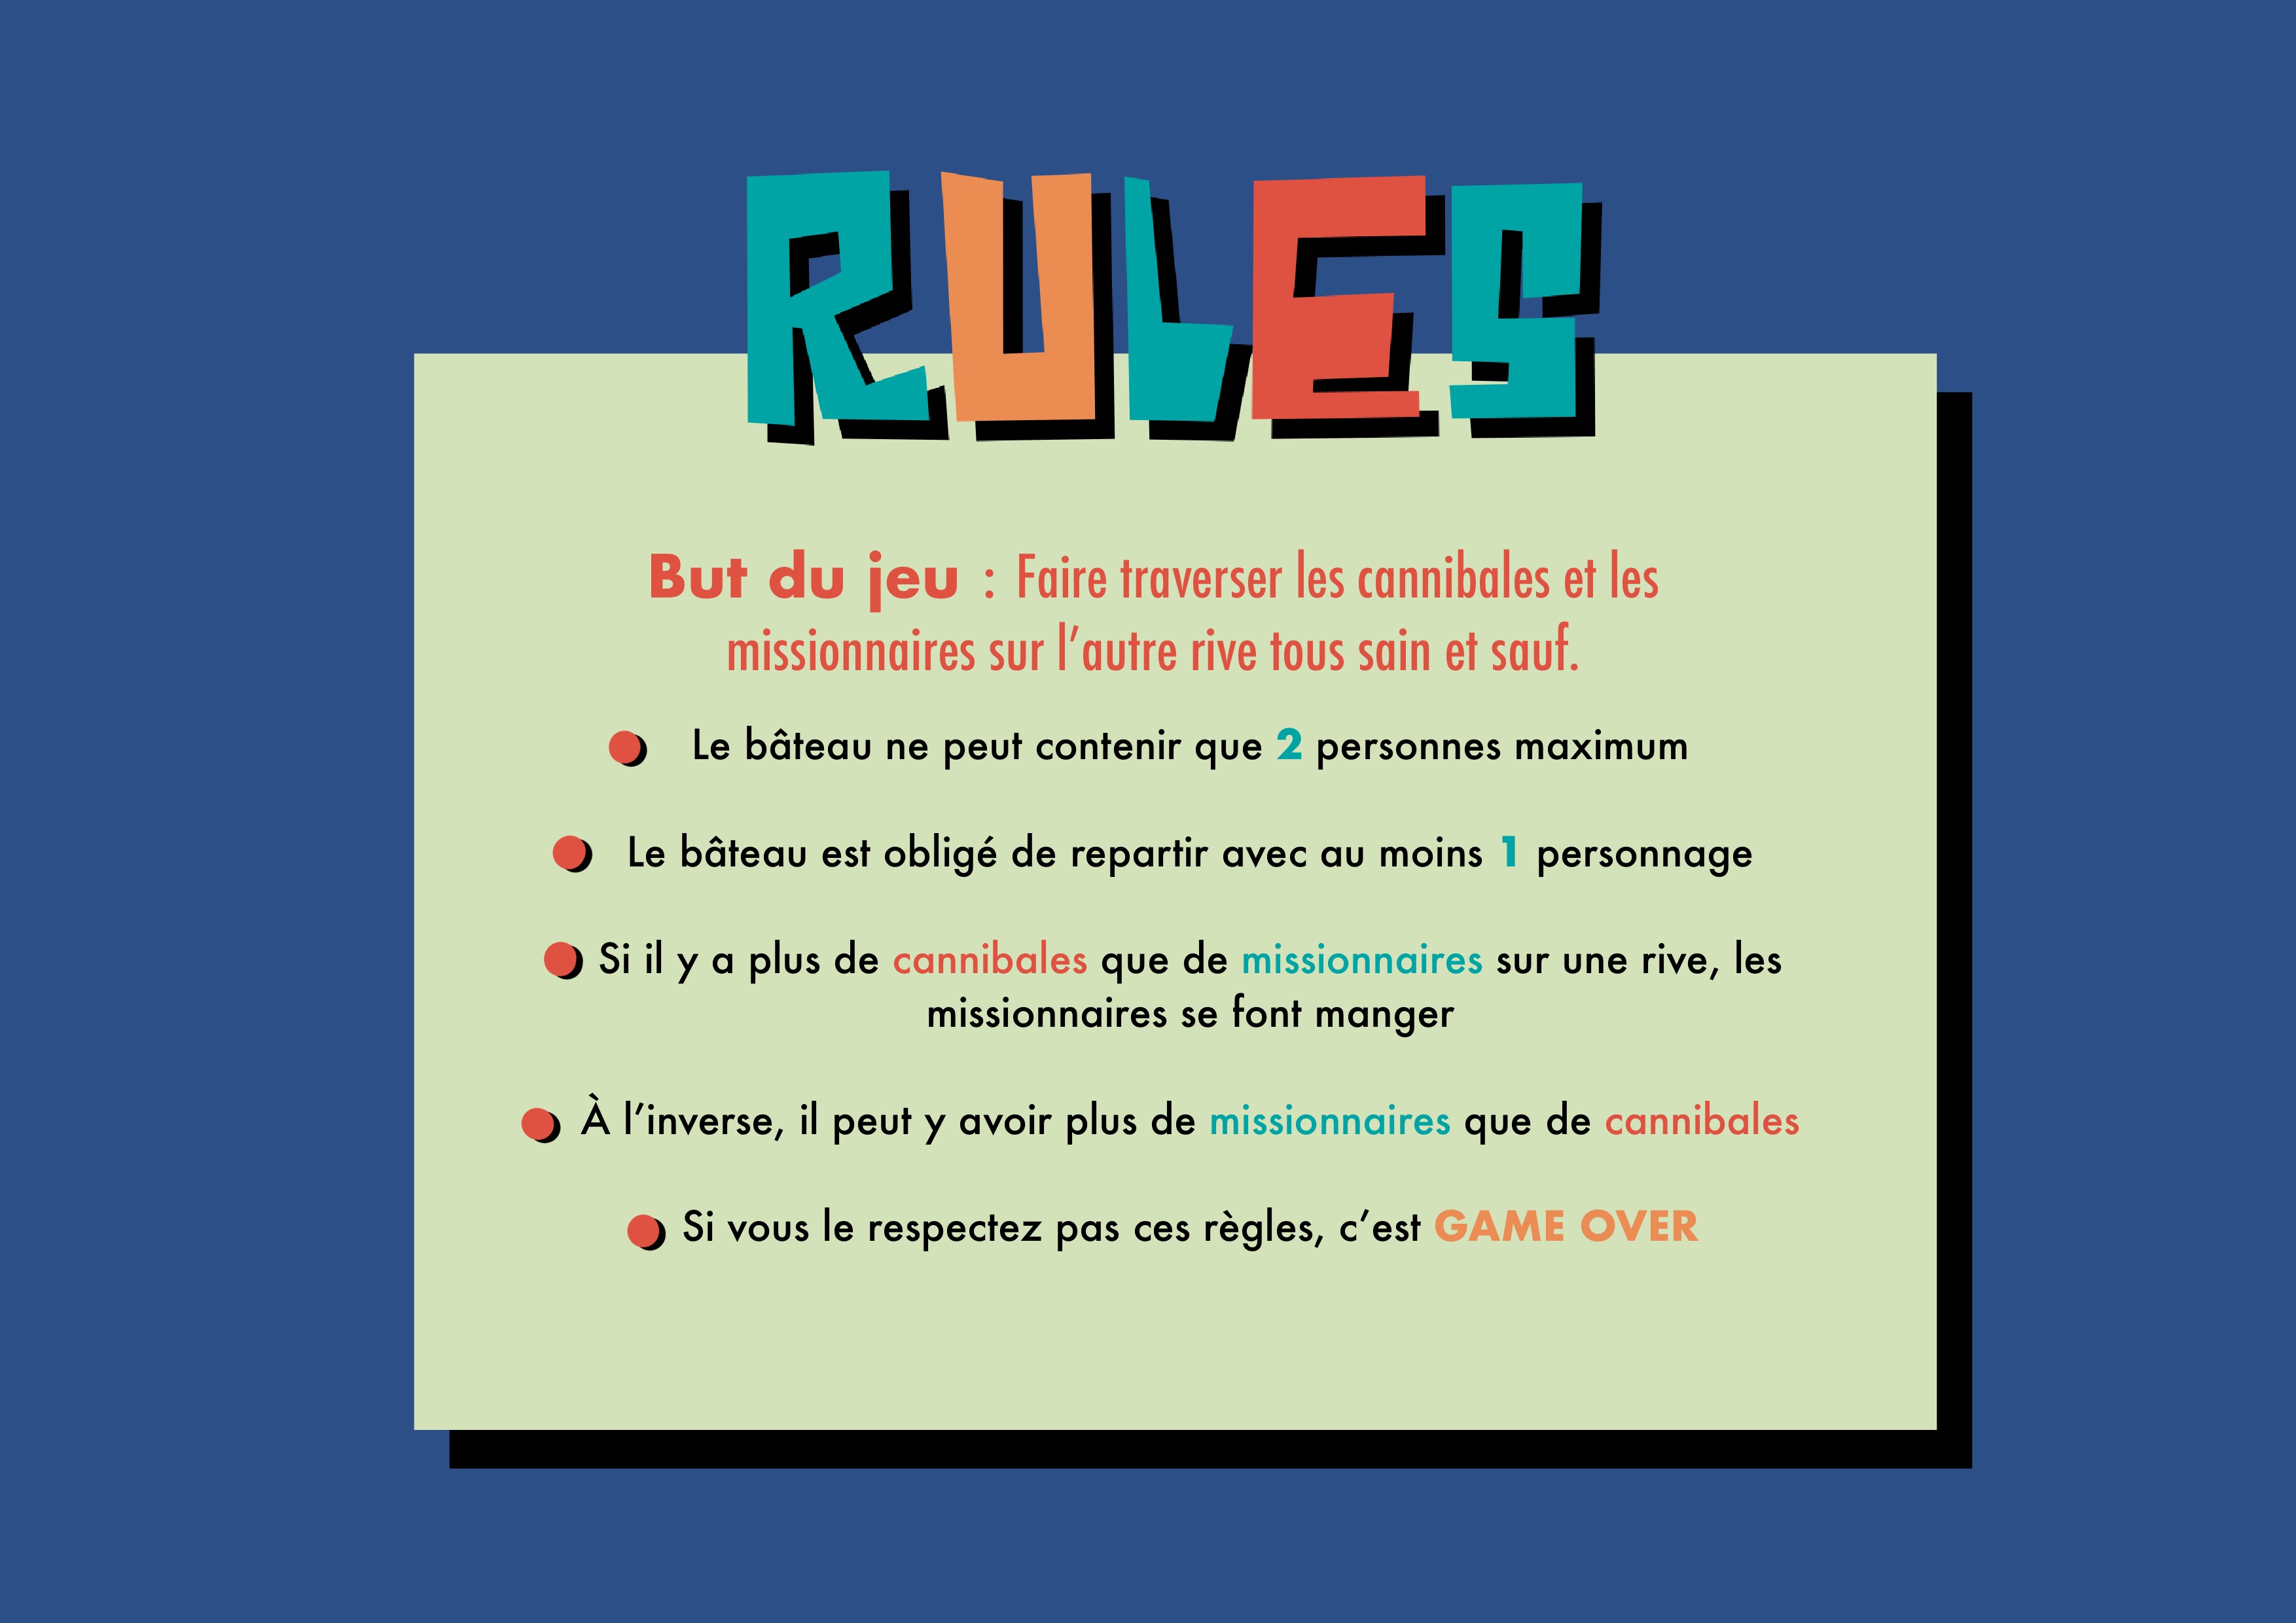 RULES
But du jeu : Faire traverser les cannibales et les
missionnaires sur l'autre rive tous sain et sauf.
Le bâteau ne peut contenir que 2 personnes maximum
Le bâteau est obligé de repartir avec au moins 1 personnage
Si il y a plus de cannibales que de missionnaires sur une rive, les
missionnaires se font manger
À l'inverse, il peut y avoir plus de missionnaires que de cannibales
Si vous le respectez pas ces règles, c'est GAME OVER